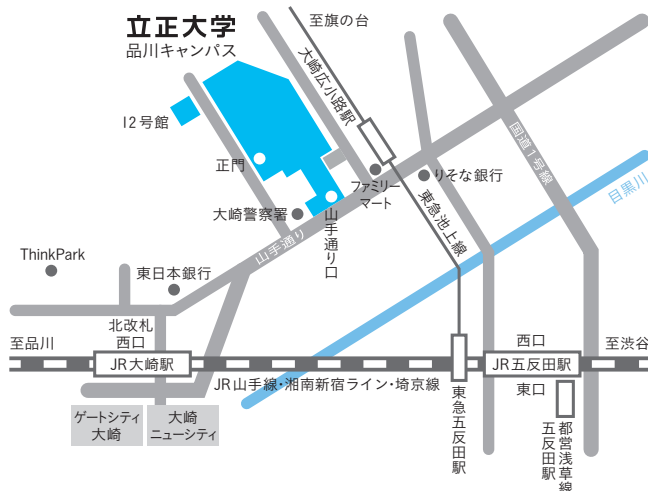 立正大学
品川キャンパス
至旗の台
大崎広小路駅
国道1号線
12号館
正門
ファミリー
マート
りそな銀行
目黒川
大崎警察署
山手通り口
山手通り
東急池上線
ThinkPark
東日本銀行
北改札
西口
至品川
JR大崎駅
JR山手線・湘南新宿ライン・埼京線
西口
JR五反田駅
東口
至渋谷
ゲートシティ
大崎
大崎
ニューシティ
東急五反田駅
都営浅草線
五反田駅